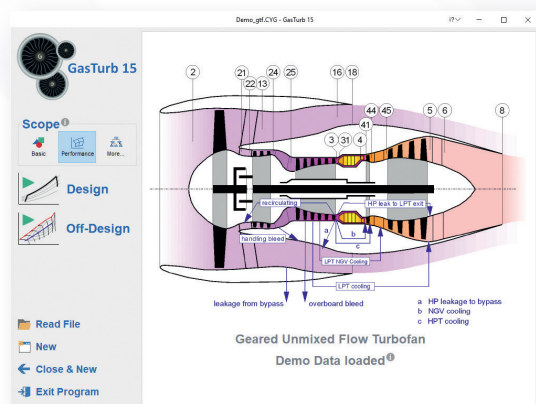 Demo_gtf.CYG - GasTurb 15
GasTurb 15
Scope
Basic
Performance
More...
Design
Off-Design
Read File
New
Close & New
Exit Program
2
21
22
13
24
25
16
18
44
45
5
6
8
41
3
31
4
recirculating
HP leak to LPT exit
handling bleed
a
b
c
LPT NGV Cooling
LPT cooling
leakage from bypass
overboard bleed
a HP leakage to bypass
b NGV cooling
c HPT cooling
Geared Unmixed Flow Turbofan
Demo Data loaded